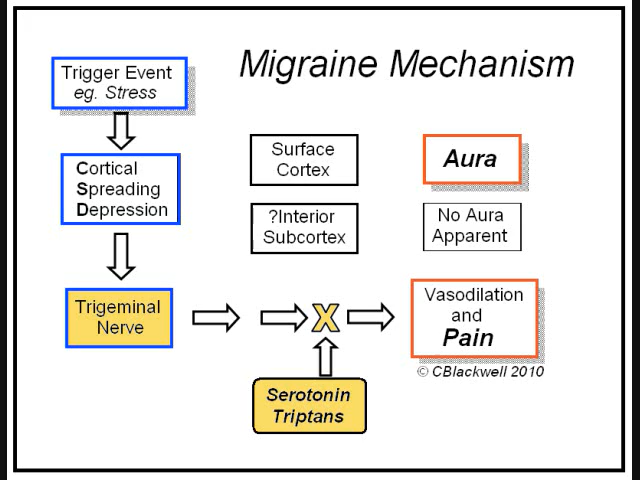 Migraine Mechanism
Trigger Event
eg. Stress
Cortical
Spreading
Depression
Surface
Cortex
Aura
?Interior
Subcortex
No Aura
Apparent
Trigeminal
Nerve
X
Vasodilation
and
Pain
© CBlackwell 2010
Serotonin
Triptans